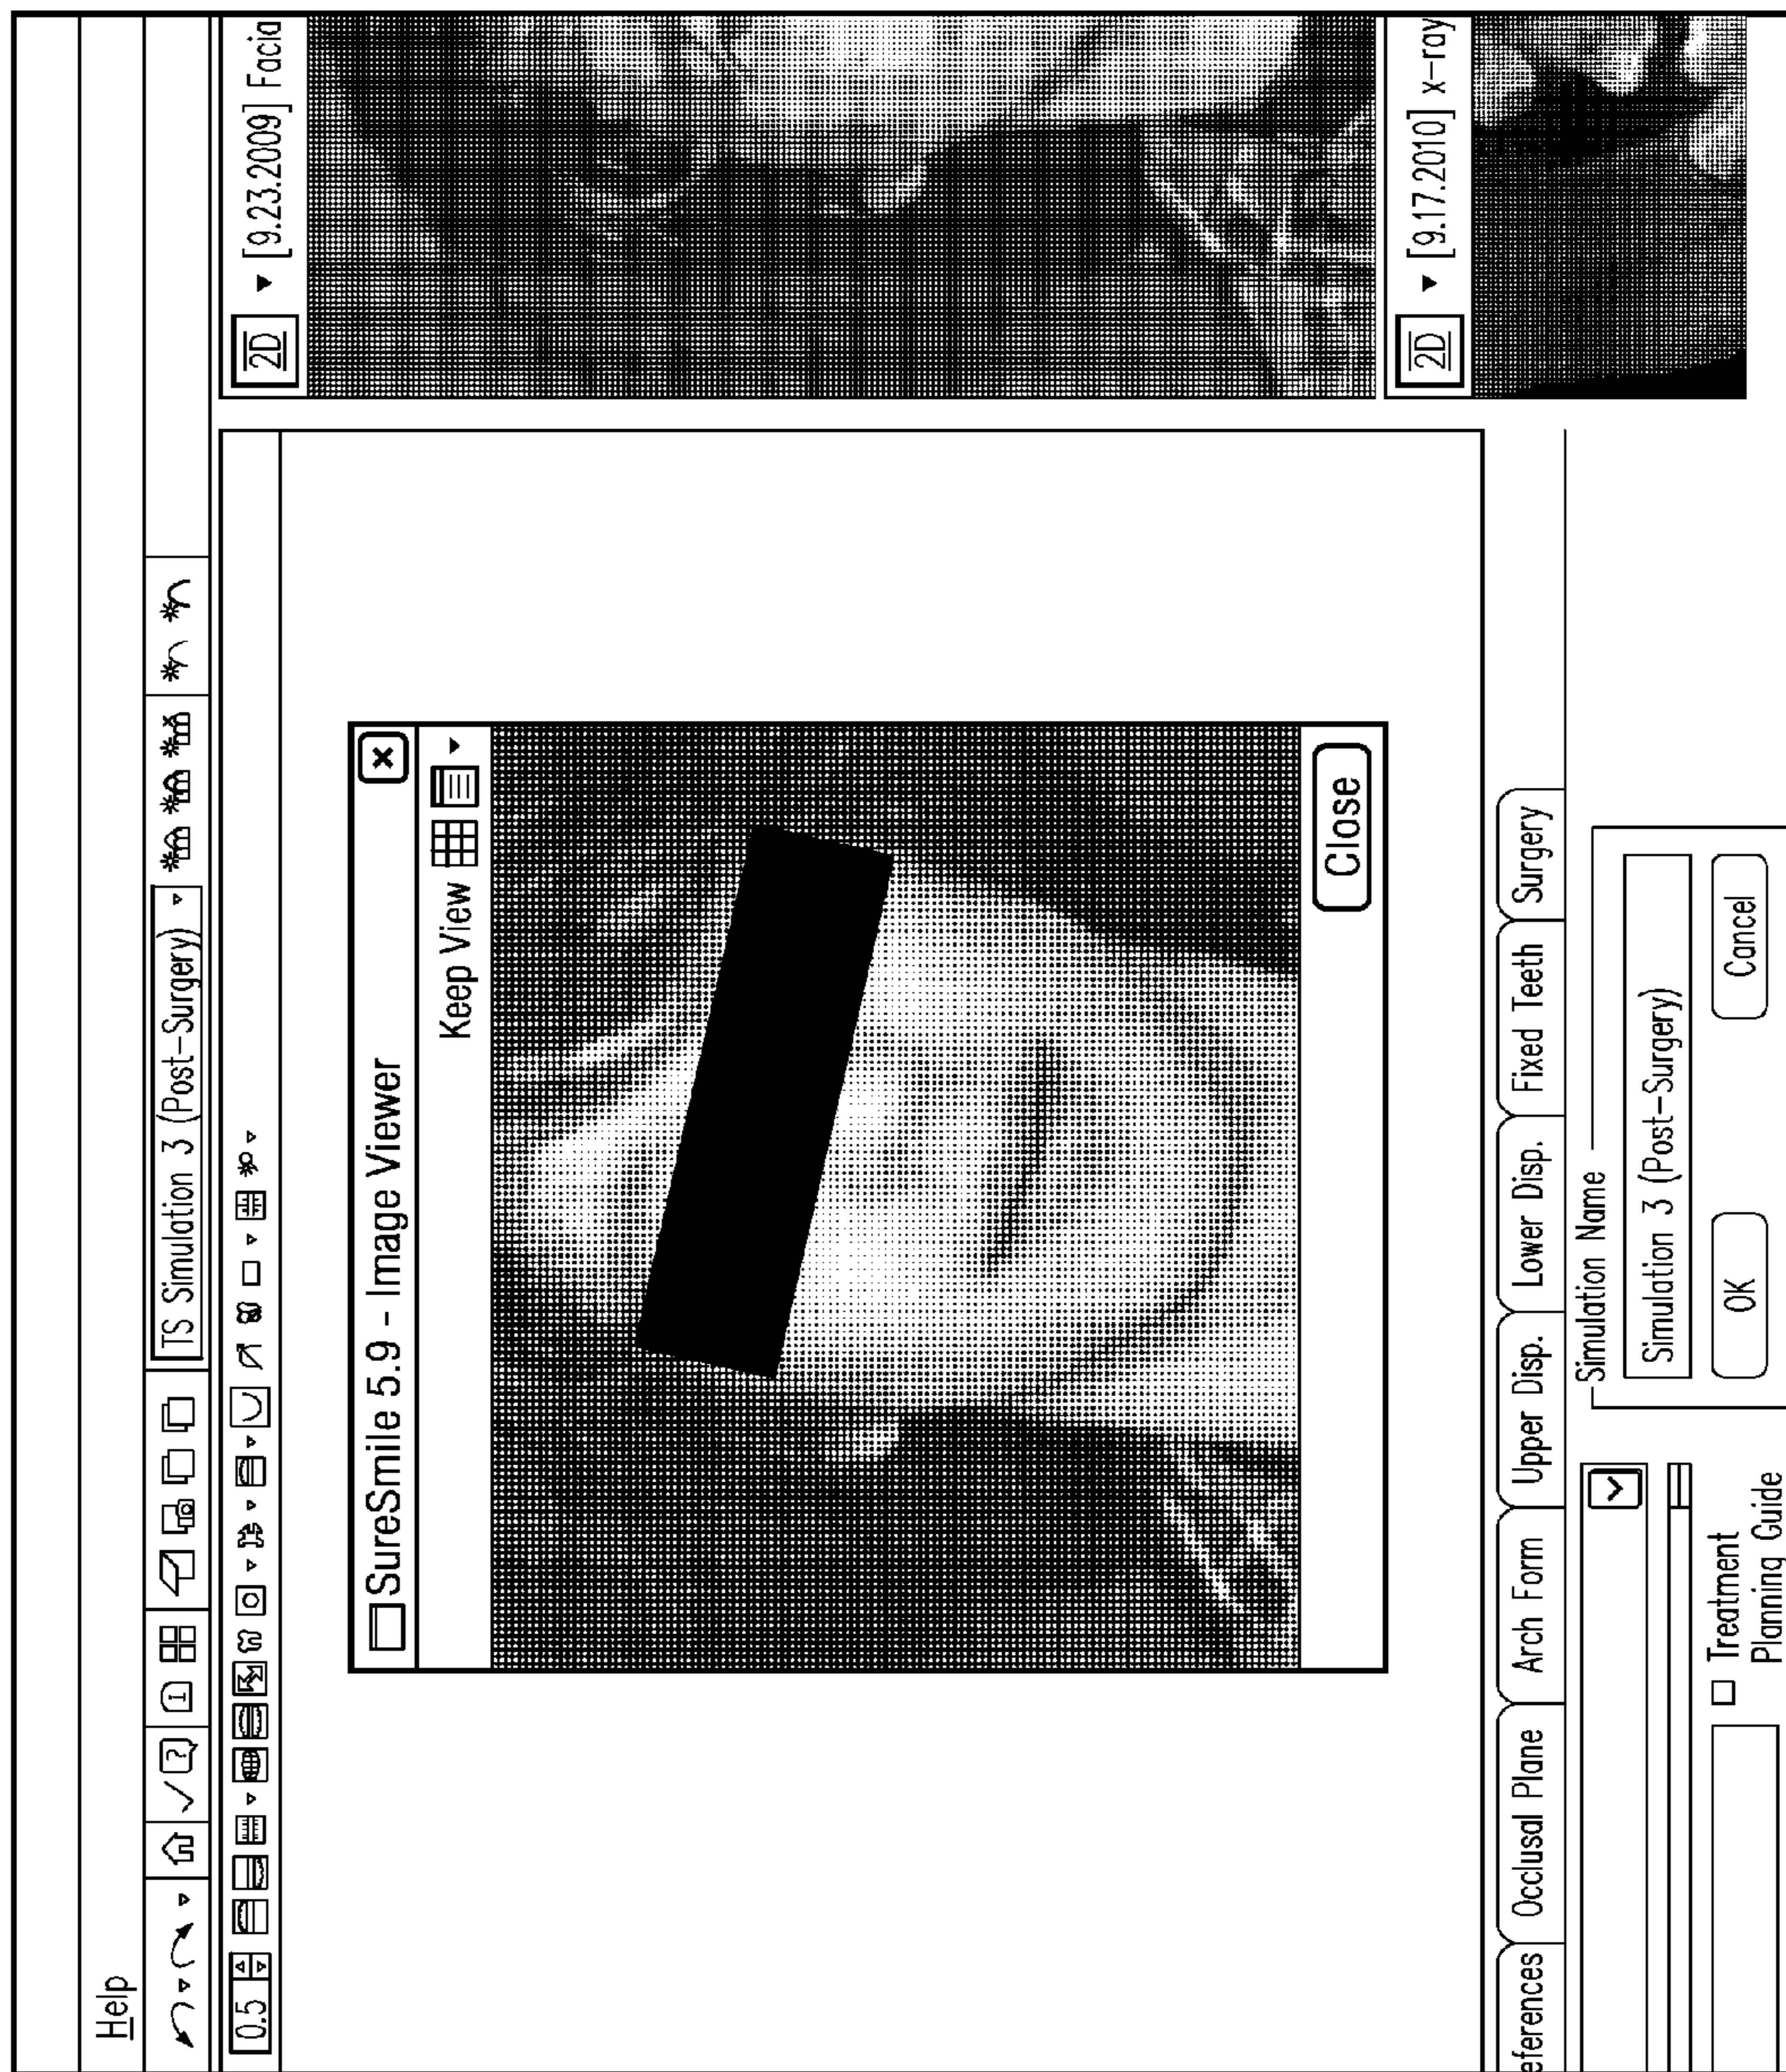 Help
TS Simulation 3 (Post-Surgery)
0.5
2D [9.23.2009] Facia
SureSmile 5.9 - Image Viewer
Keep View
Close
2D [9.17.2010] x-ray
eferences
Occlusal Plane
Arch Form
Upper Disp.
Lower Disp.
Fixed Teeth
Surgery
Simulation Name
Simulation 3 (Post-Surgery)
Treatment
Planning Guide
OK
Cancel